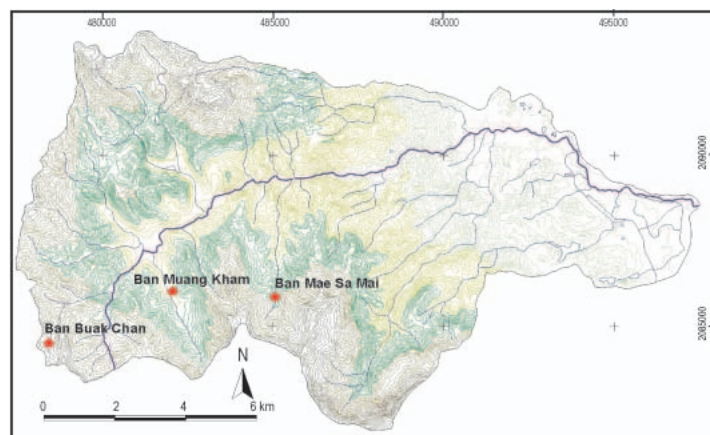 480000 485000 490000 495000
2090000
Ban Muang Kham
Ban Mae Sa Mai
2085000
Ban Buak Chan
N
0 2 4 6 km